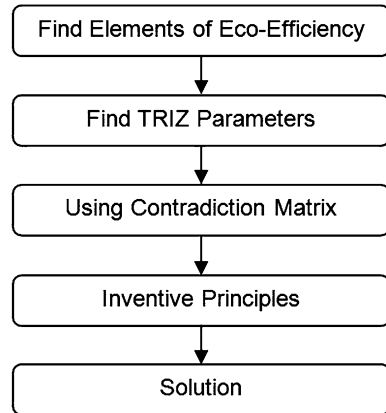 Find Elements of Eco-Efficiency
Find TRIZ Parameters
Using Contradiction Matrix
Inventive Principles
Solution